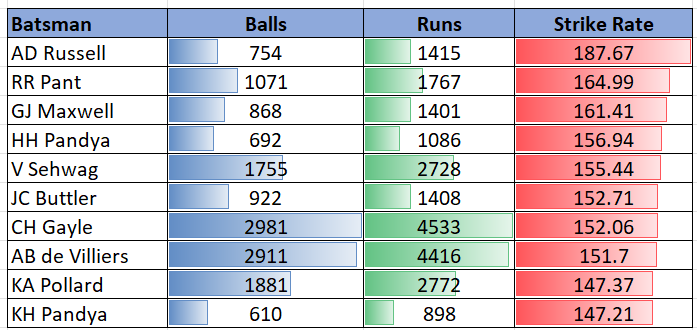 Batsman Balls Runs Strike Rate
AD Russell 754 1415 187.67
RR Pant 1071 1767 164.99
GJ Maxwell 868 1401 161.41
HH Pandya 692 1086 156.94
V Sehwag 1755 2728 155.44
JC Buttler 922 1408 152.71
CH Gayle 2981 4533 152.06
AB de Villiers 2911 4416 151.7
KA Pollard 1881 2772 147.37
KH Pandya 610 898 147.21